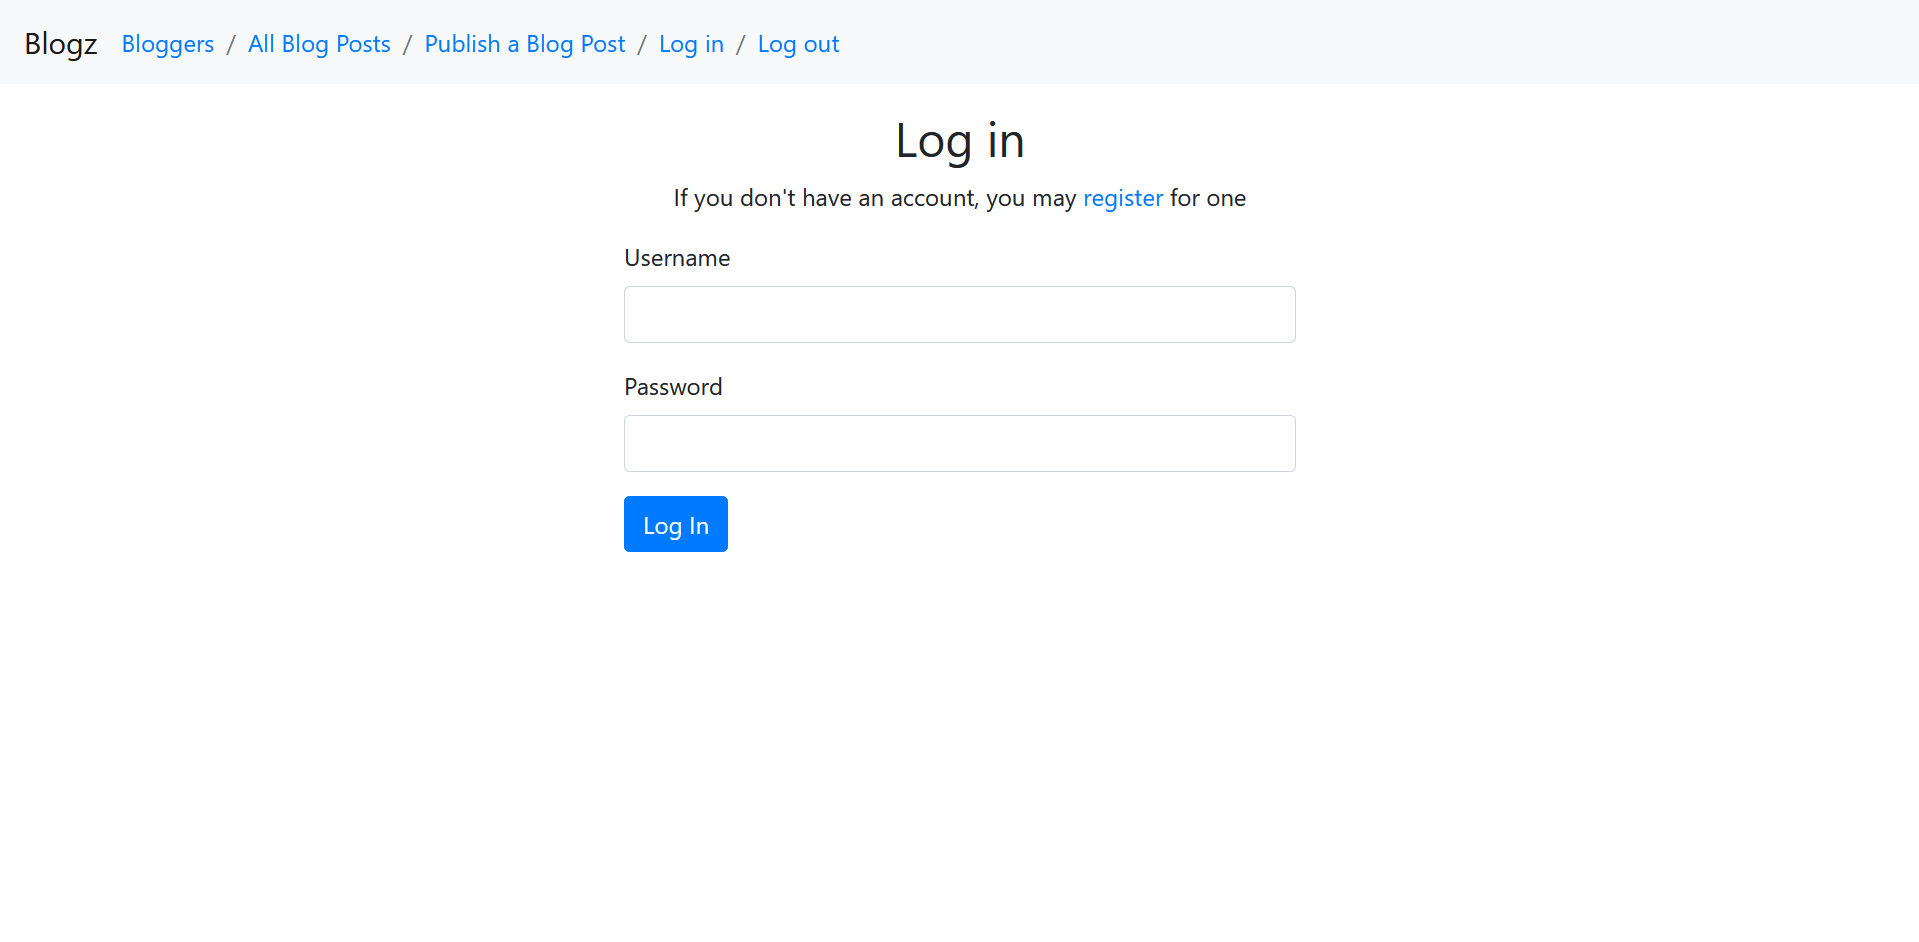 Blogz Bloggers / All Blog Posts / Publish a Blog Post / Log in / Log out
Log in
If you don't have an account, you may register for one
Username
Password
Log In